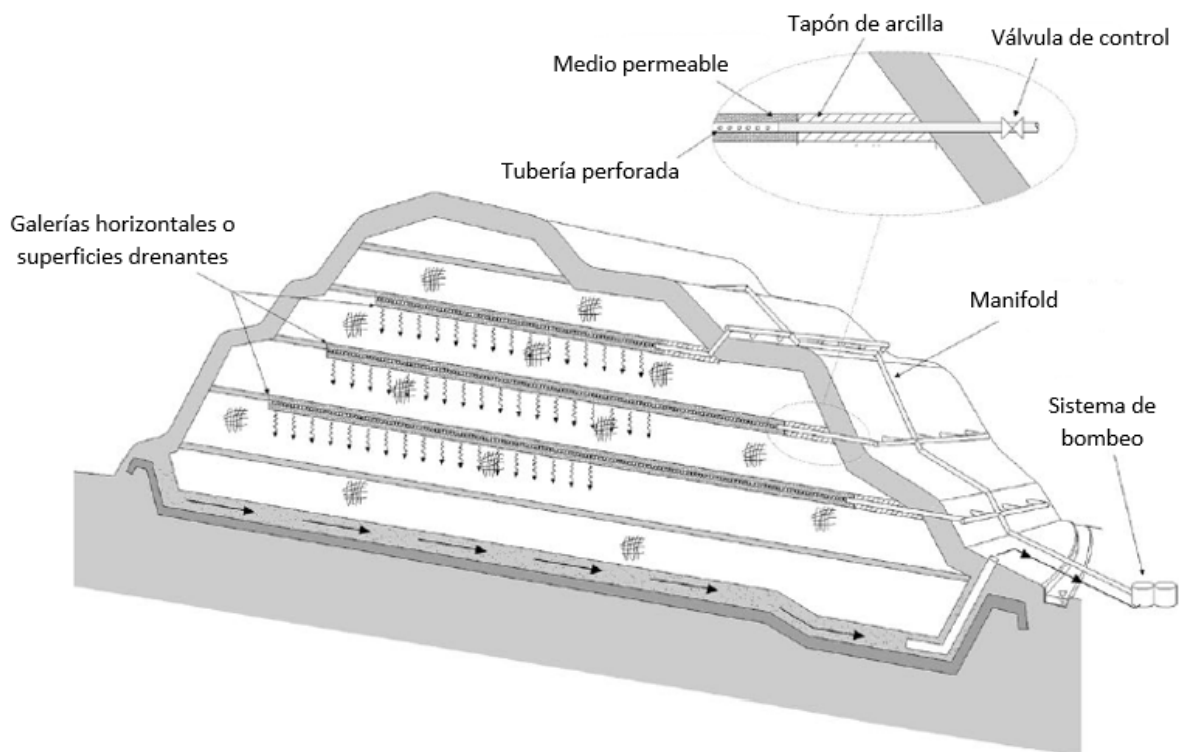 Tapón de arcilla
Válvula de control
Medio permeable
Tubería perforada
Galerías horizontales o
superficies drenantes
Manifold
Sistema de
bombeo